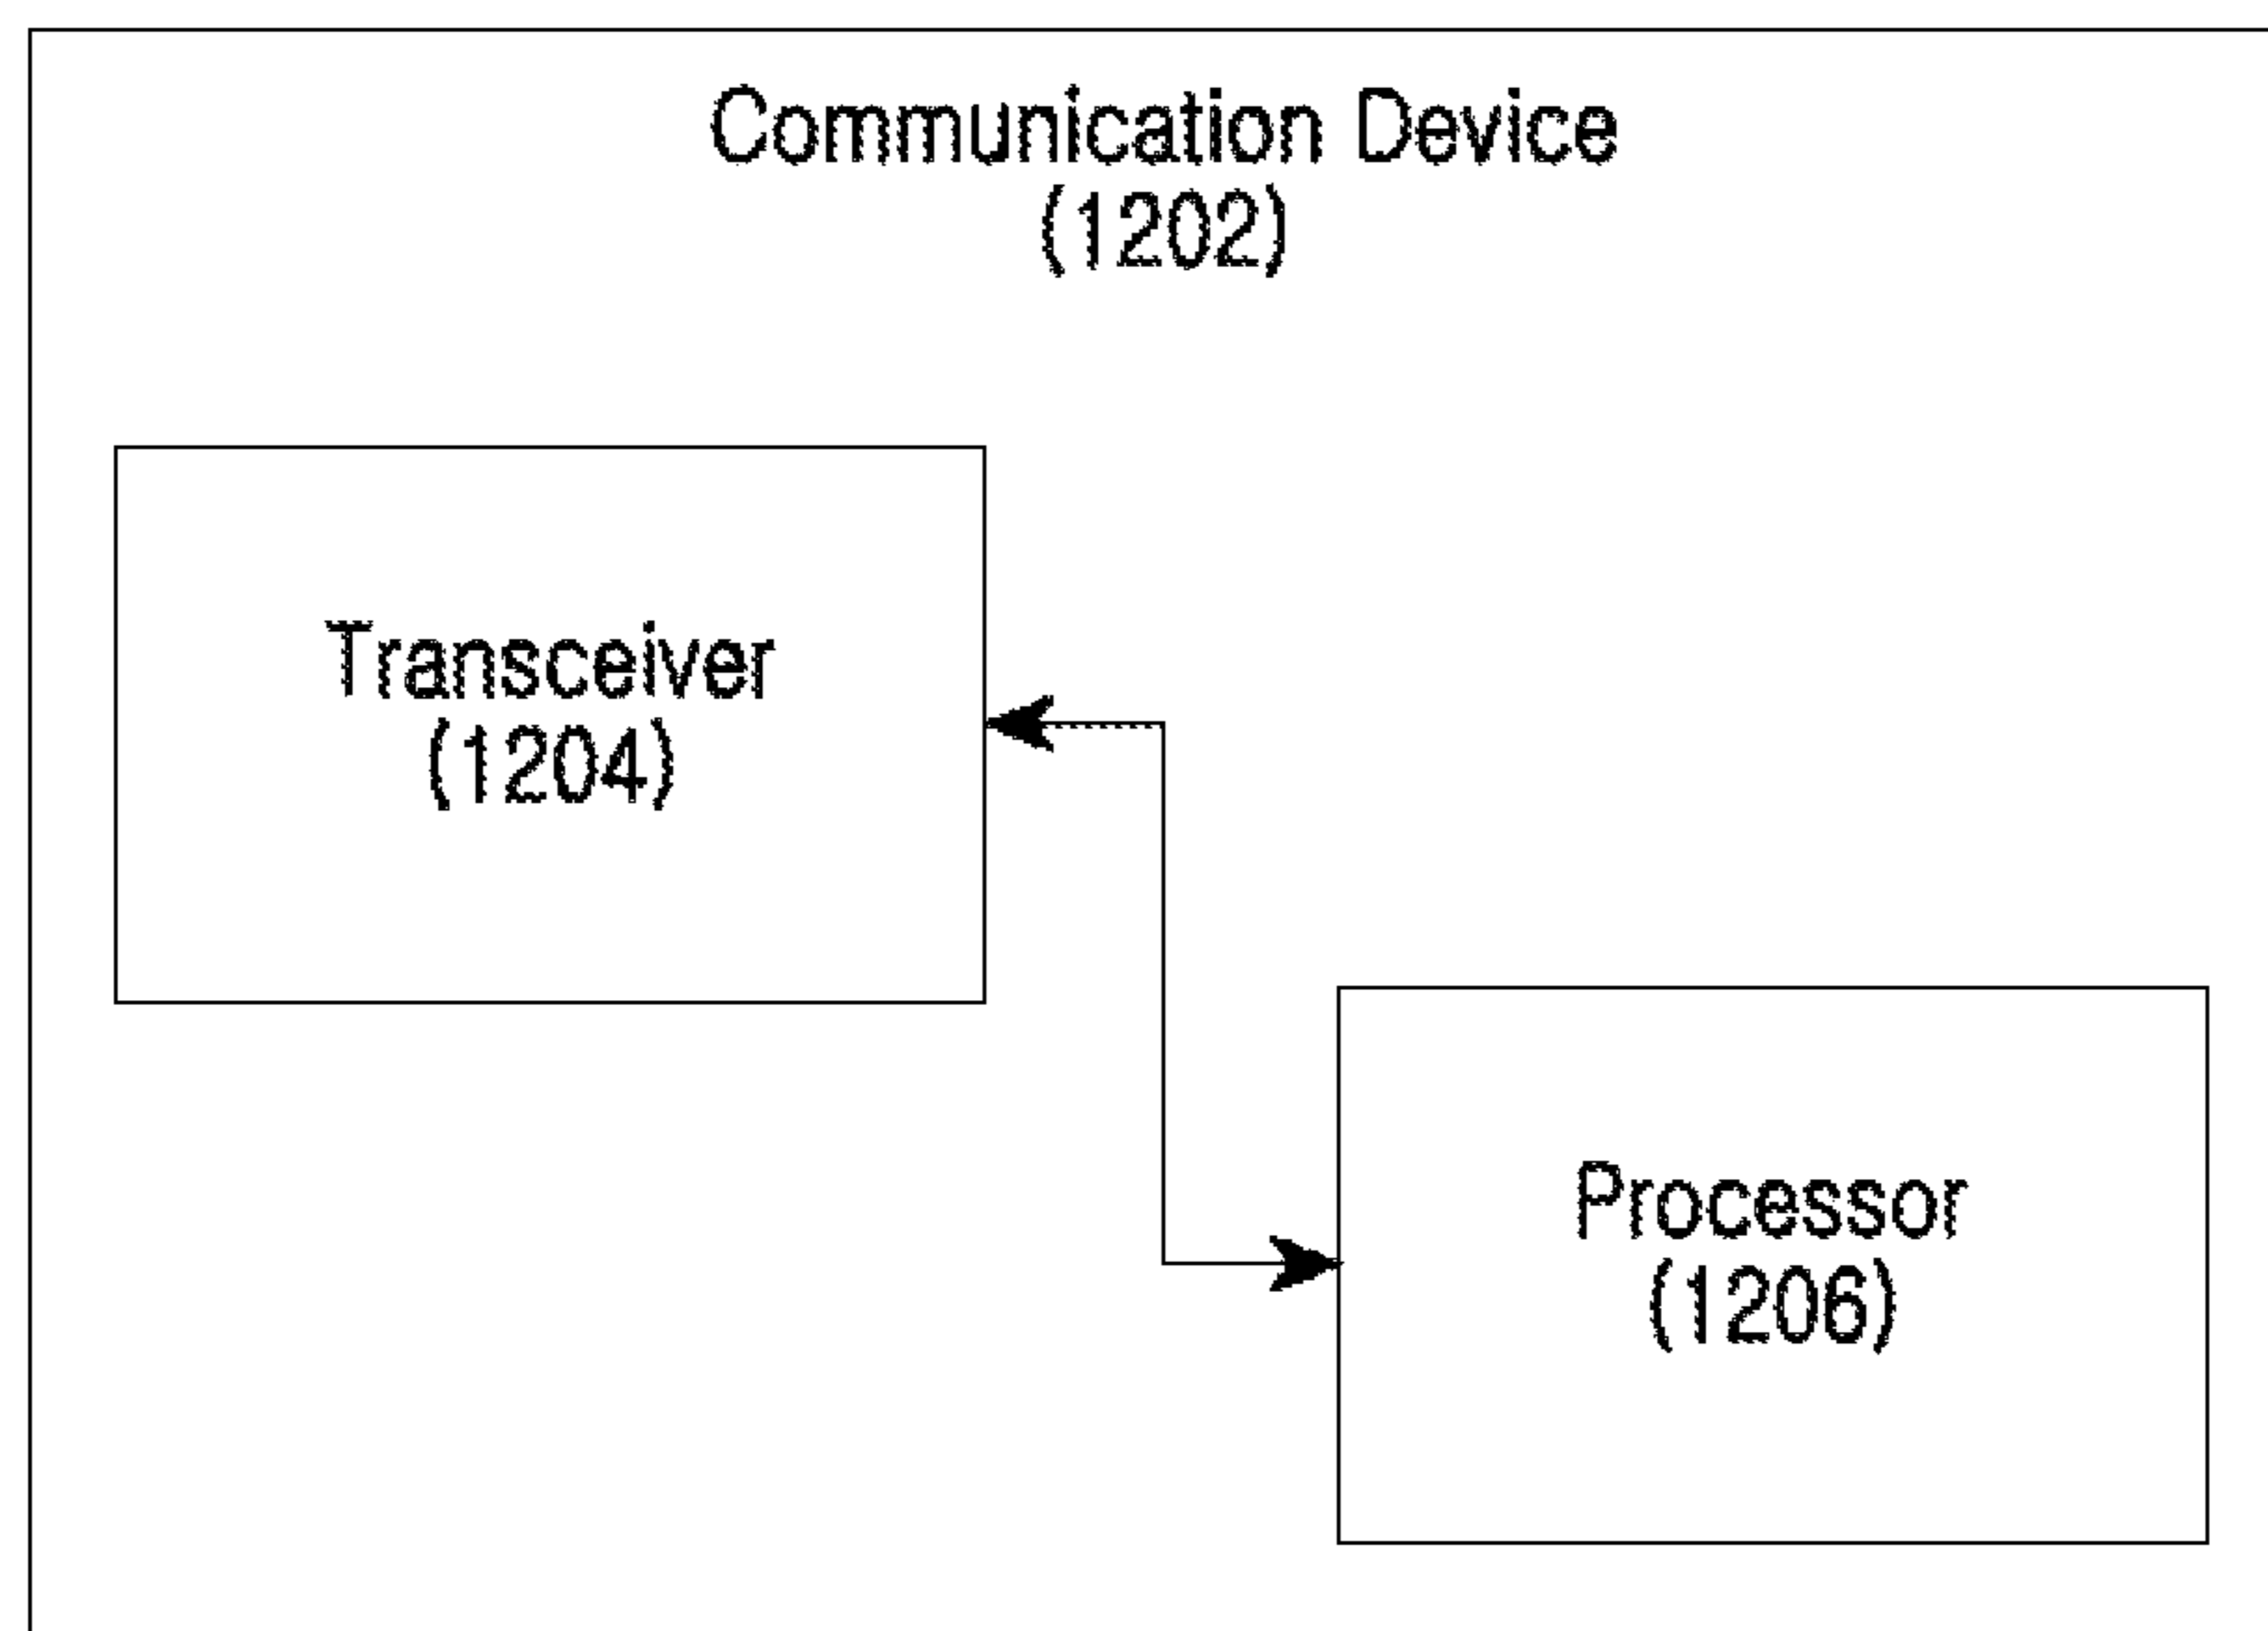 Communication Device
(1202)
Transceiver
(1204)
Processor
(1206)